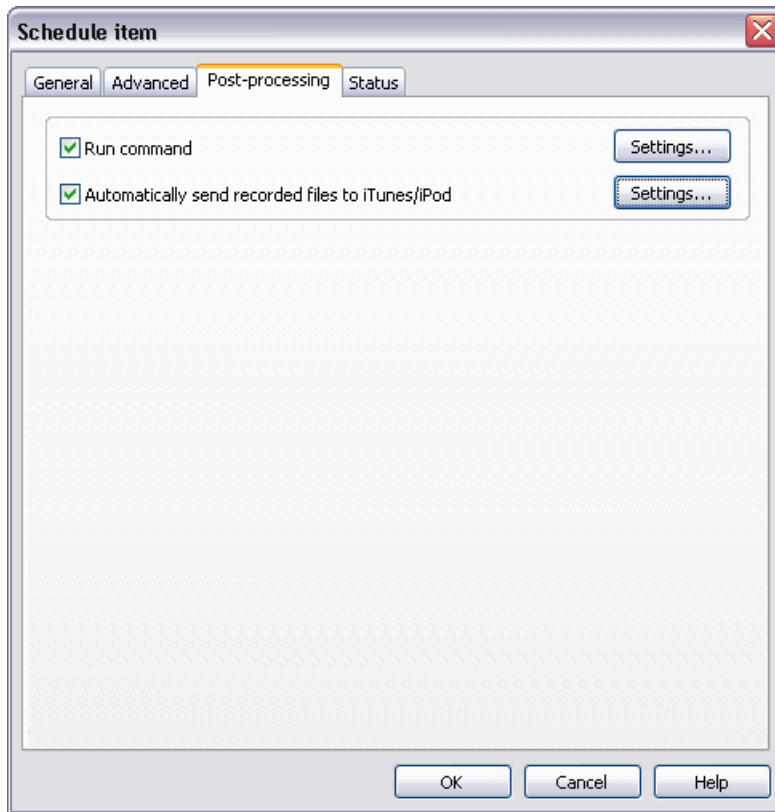 Schedule item
General Advanced Post-processing Status
Run command Settings...
Automatically send recorded files to iTunes/iPod Settings...
OK Cancel Help